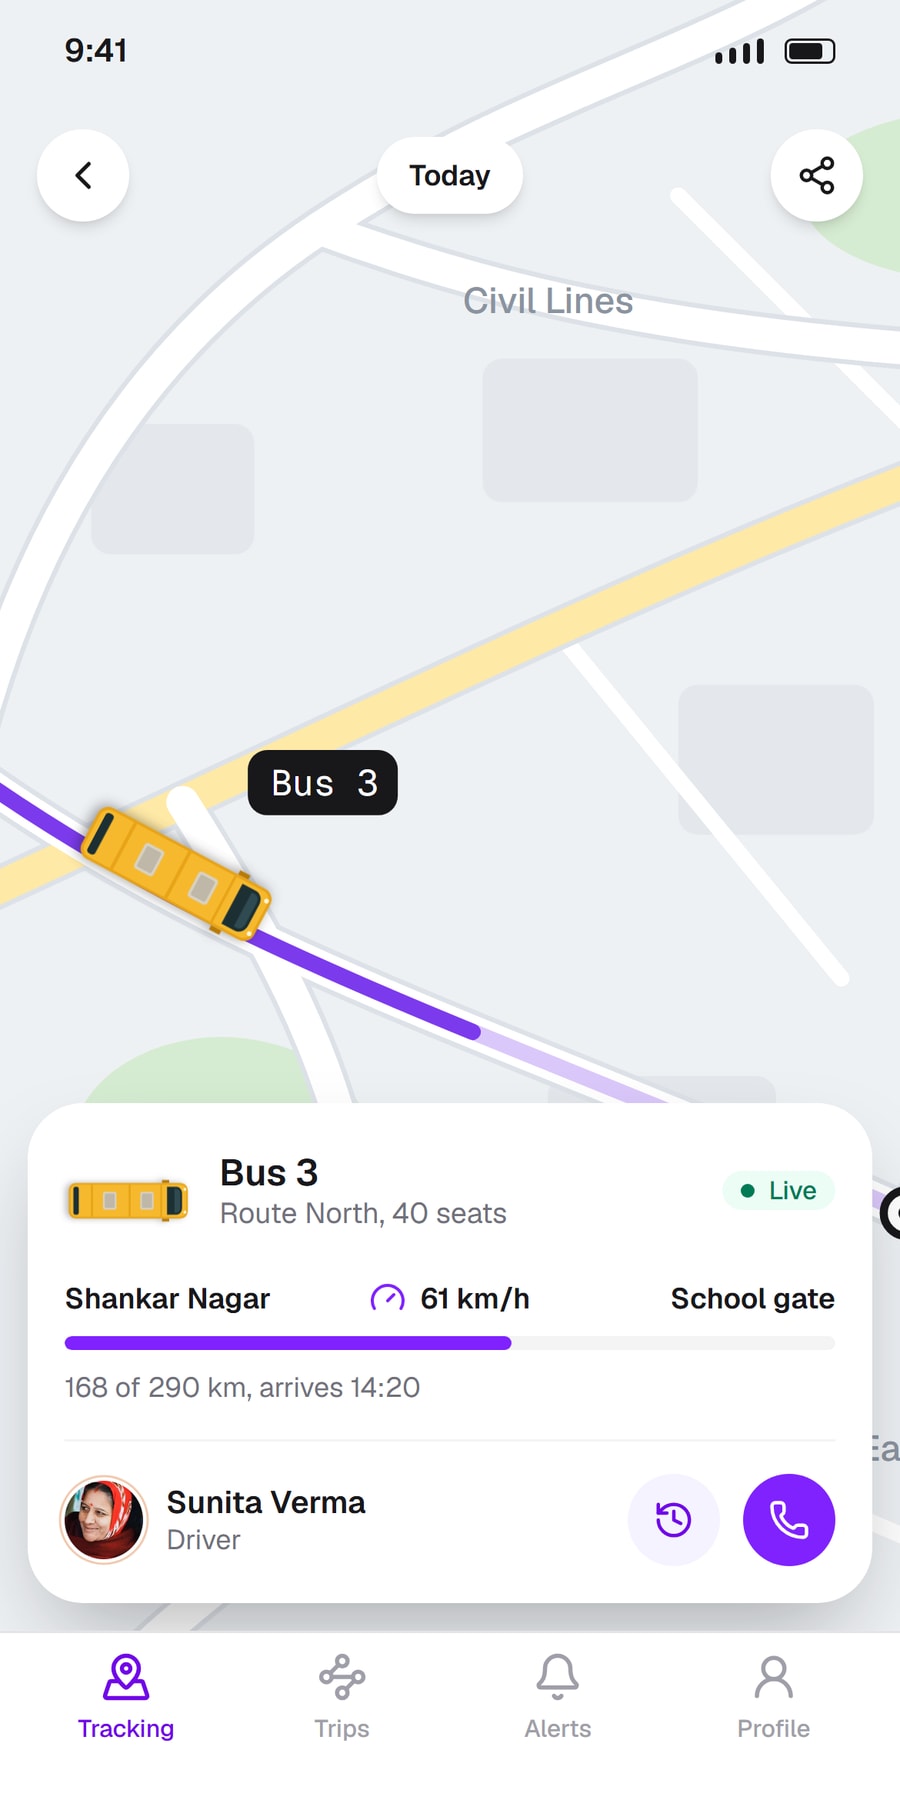 9:41
Today
Civil Lines
Bus 3
Bus 3
Route North, 40 seats
Live
Shankar Nagar
61 km/h
School gate
168 of 290 km, arrives 14:20
Ea
Sunita Verma
Driver
Tracking
Trips
Alerts
Profile